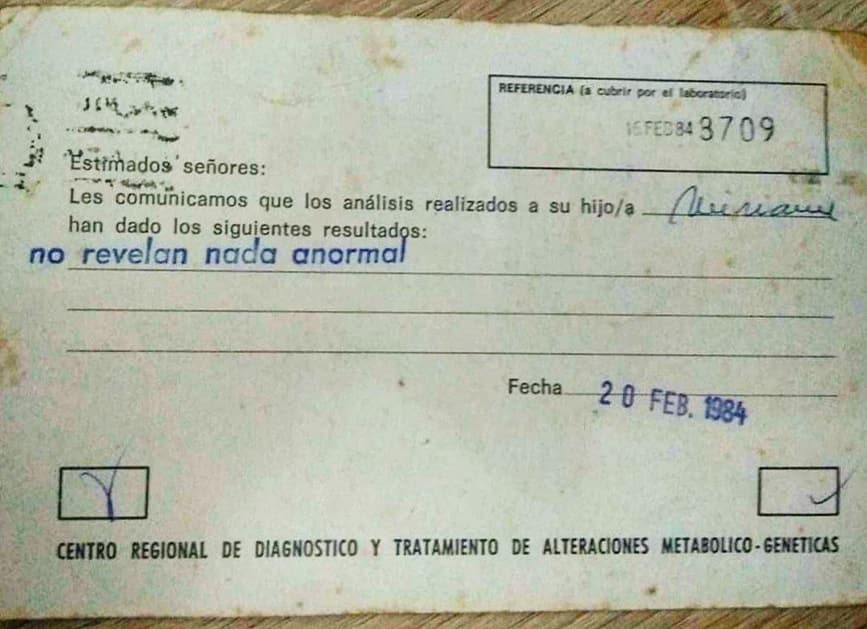 REFERENCIA (a cubrir por el laboratorio)
15 FEB 84 3709
Estimados señores:
Les comunicamos que los análisis realizados a su hijo/a Miriam
han dado los siguientes resultados:
no revelan nada anormal
Fecha 20 FEB. 1984
CENTRO REGIONAL DE DIAGNOSTICO Y TRATAMIENTO DE ALTERACIONES METABOLICO-GENETICAS